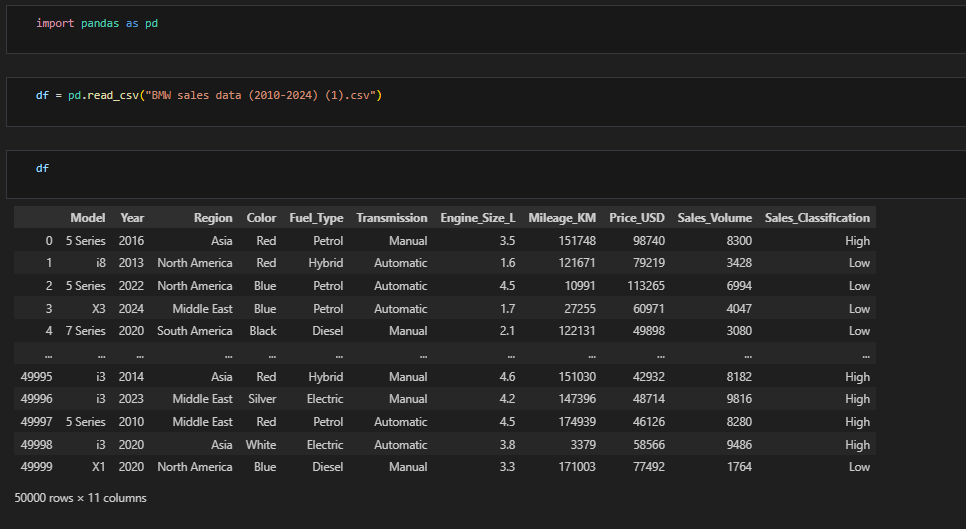 import pandas as pd
df = pd.read_csv("BMW sales data (2010-2024) (1).csv")
df
Model Year Region Color Fuel_Type Transmission Engine_Size_L Mileage_KM Price_USD Sales_Volume Sales_Classification
0 5 Series 2016 Asia Red Petrol Manual 3.5 151748 98740 8300 High
1 i8 2013 North America Red Hybrid Automatic 1.6 121671 79219 3428 Low
2 5 Series 2022 North America Blue Petrol Automatic 4.5 10991 113265 6994 Low
3 X3 2024 Middle East Blue Petrol Automatic 1.7 27255 60971 4047 Low
4 7 Series 2020 South America Black Diesel Manual 2.1 122131 49898 3080 Low
... ... ... ... ... ... ... ... ... ... ... ...
49995 i3 2014 Asia Red Hybrid Manual 4.6 151030 42932 8182 High
49996 i3 2023 Middle East Silver Electric Manual 4.2 147396 48714 9816 High
49997 5 Series 2010 Middle East Red Petrol Automatic 4.5 174939 46126 8280 High
49998 i3 2020 Asia White Electric Automatic 3.8 3379 58566 9486 High
49999 X1 2020 North America Blue Diesel Manual 3.3 171003 77492 1764 Low
50000 rows × 11 columns